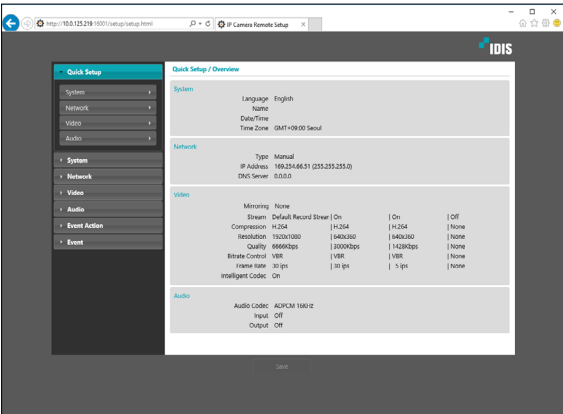 http://10.0.125.219:16001/setup/setup.html
IP Camera Remote Setup
IDIS
Quick Setup
System
Network
Video
Audio
System
Network
Video
Audio
Event Action
Event
Quick Setup / Overview
System
Language English
Name
Date/Time
Time Zone GMT+09:00 Seoul
Network
Type Manual
IP Address 169.254.66.51 (255.255.255.0)
DNS Server 0.0.0.0
Video
Mirroring None
Stream Default Record Strear | On | On | Off
Compression H.264 | H.264 | H.264 | None
Resolution 1920x1080 | 640x360 | 640x360 | None
Quality 6666Kbps | 3000Kbps | 1428Kbps | None
Bitrate Control VBR | VBR | VBR | None
Frame Rate 30 ips | 30 ips | 5 ips | None
Intelligent Codec On
Audio
Audio Codec ADPCM 16KHz
Input Off
Output Off
Save